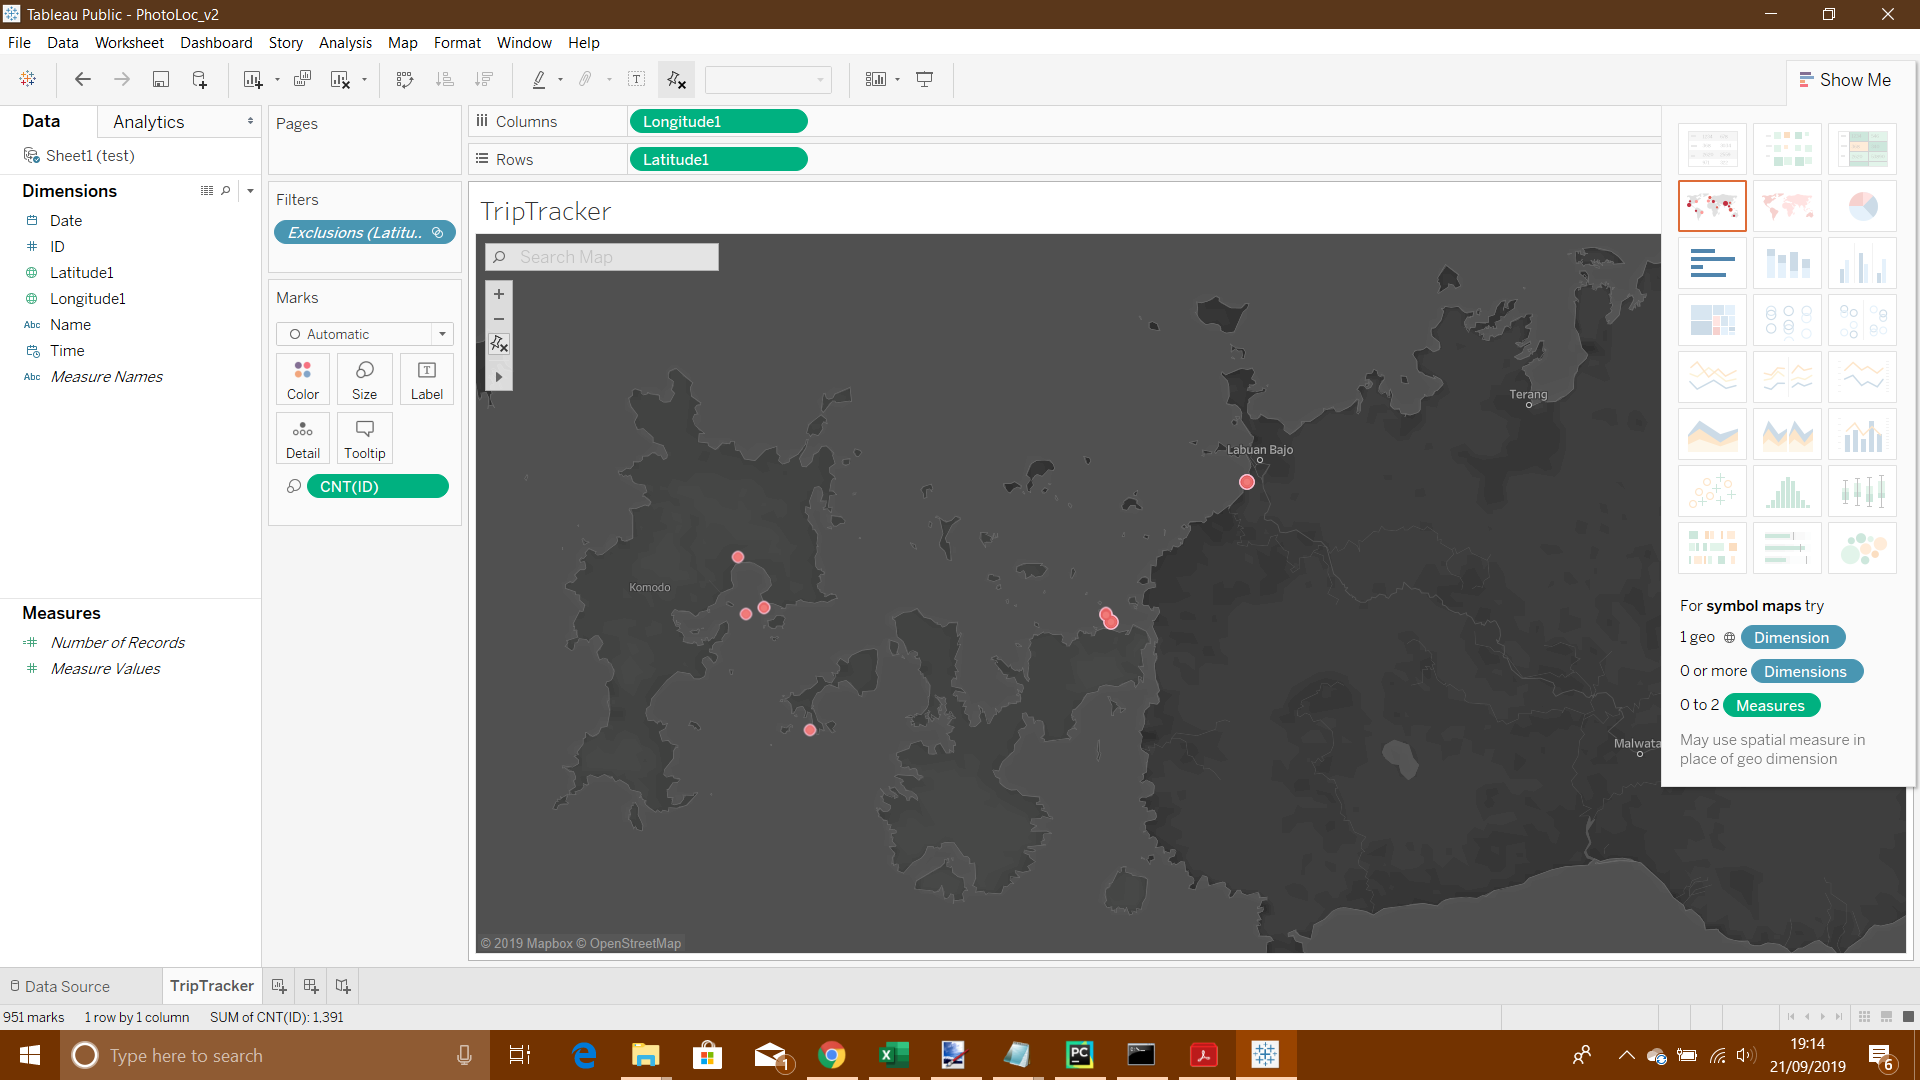 Tableau Public - PhotoLoc_v2
File Data Worksheet Dashboard Story Analysis Map Format Window Help
Show Me
Data
Analytics
Sheet1 (test)
Dimensions
Date
ID
Latitude1
Longitude1
Abc Name
Time
Abc Measure Names
Measures
Number of Records
Measure Values
Pages
Filters
Exclusions (Latitu..
Marks
Automatic
Color
Size
Label
Detail
Tooltip
CNT(ID)
Columns
Longitude1
Rows
Latitude1
TripTracker
Search Map
Terang
Labuan Bajo
Komodo
Malwata
© 2019 Mapbox © OpenStreetMap
For symbol maps try
1 geo Dimension
0 or more Dimensions
0 to 2 Measures
May use spatial measure in
place of geo dimension
Data Source
TripTracker
951 marks 1 row by 1 column SUM of CNT(ID): 1,391
Type here to search
1
19:14
21/09/2019
6